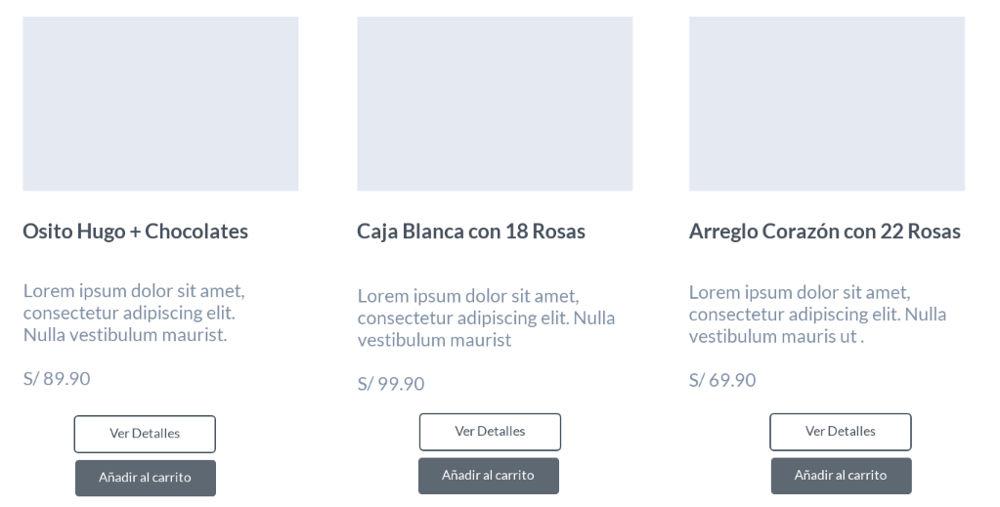 Osito Hugo + Chocolates
Lorem ipsum dolor sit amet,
consectetur adipiscing elit.
Nulla vestibulum maurist.
S/ 89.90
Ver Detalles
Añadir al carrito
Caja Blanca con 18 Rosas
Lorem ipsum dolor sit amet,
consectetur adipiscing elit. Nulla
vestibulum maurist
S/ 99.90
Ver Detalles
Añadir al carrito
Arreglo Corazón con 22 Rosas
Lorem ipsum dolor sit amet,
consectetur adipiscing elit. Nulla
vestibulum mauris ut .
S/ 69.90
Ver Detalles
Añadir al carrito